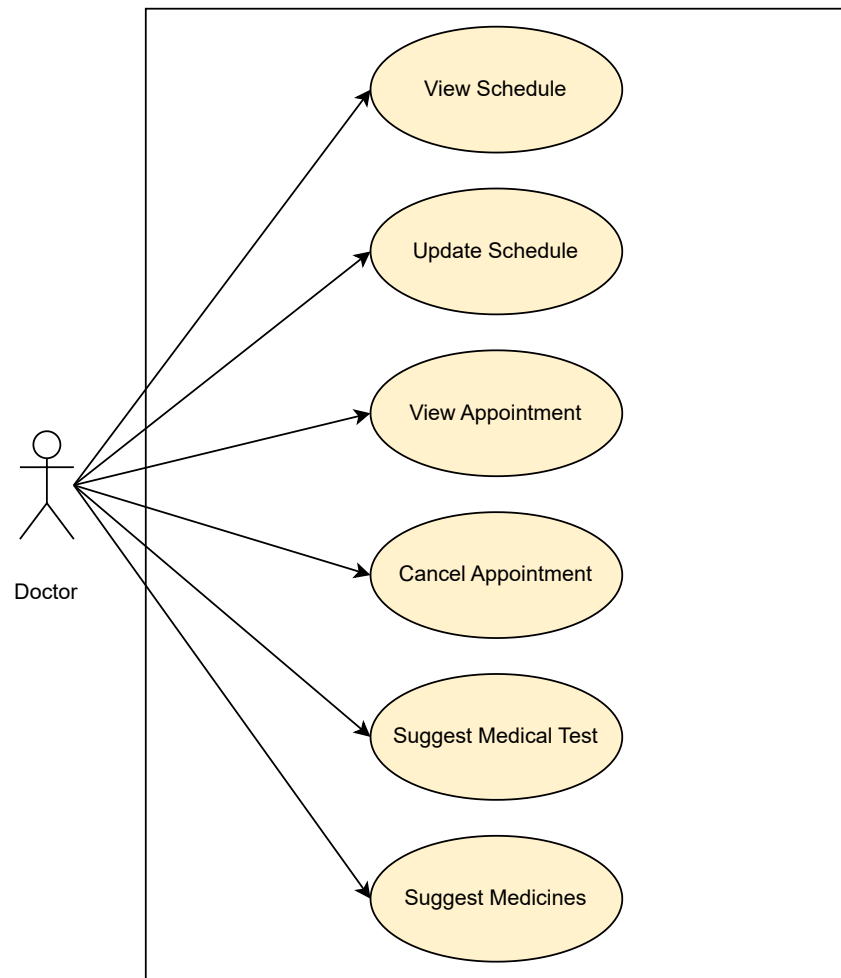 View Schedule
Update Schedule
View Appointment
Cancel Appointment
Doctor
Suggest Medical Test
Suggest Medicines